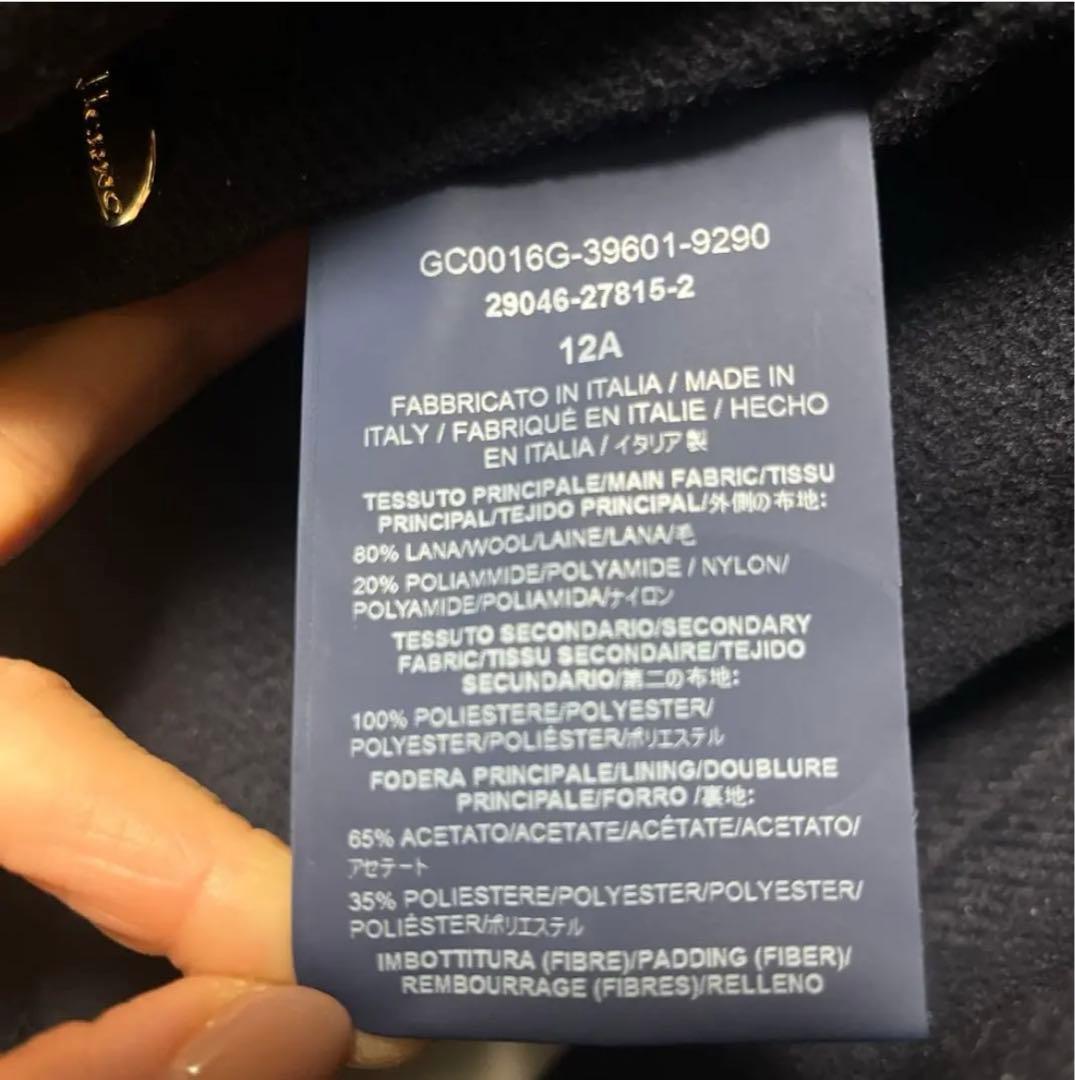 Herno
GC0016G-39601-9290
29046-27815-2
12A
FABBRICATO IN ITALIA / MADE IN
ITALY / FABRIQUÉ EN ITALIE / HECHO
EN ITALIA / イタリア製
TESSUTO PRINCIPALE/MAIN FABRIC/TISSU
PRINCIPAL/TEJIDO PRINCIPAL/外側の布地:
80% LANA/WOOL/LAINE/LANA/毛
20% POLIAMMIDE/POLYAMIDE / NYLON/
POLYAMIDE/POLIAMIDA/ナイロン
TESSUTO SECONDARIO/SECONDARY
FABRIC/TISSU SECONDAIRE/TEJIDO
SECUNDARIO/第二の布地:
100% POLIESTERE/POLYESTER/
POLYESTER/POLIÉSTER/ポリエステル
FODERA PRINCIPALE/LINING/DOUBLURE
PRINCIPALE/FORRO /裏地:
65% ACETATO/ACETATE/ACÉTATE/ACETATO/
アセテート
35% POLIESTERE/POLYESTER/POLYESTER/
POLIÉSTER/ポリエステル
IMBOTTITURA (FIBRE)/PADDING (FIBER)/
REMBOURRAGE (FIBRES)/RELLENO